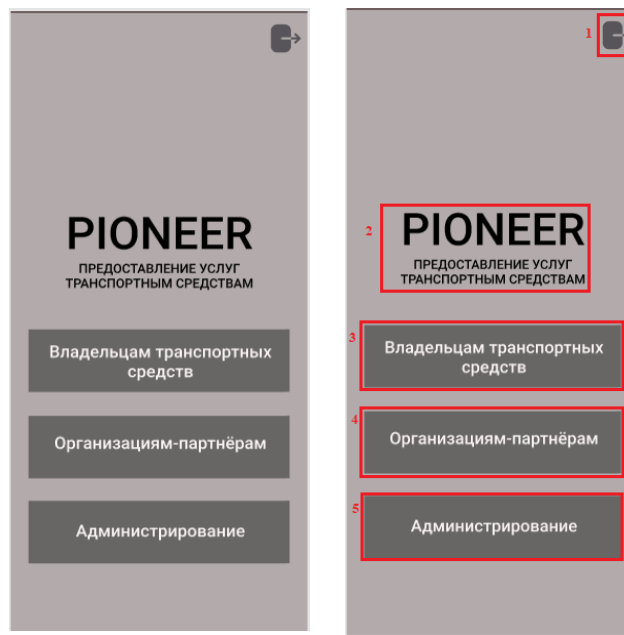 PIONEER
ПРЕДОСТАВЛЕНИЕ УСЛУГ
ТРАНСПОРТНЫМ СРЕДСТВАМ
Владельцам транспортных
средств
Организациям-партнёрам
Администрирование
1
2
PIONEER
ПРЕДОСТАВЛЕНИЕ УСЛУГ
ТРАНСПОРТНЫМ СРЕДСТВАМ
3
Владельцам транспортных
средств
4
Организациям-партнёрам
5
Администрирование